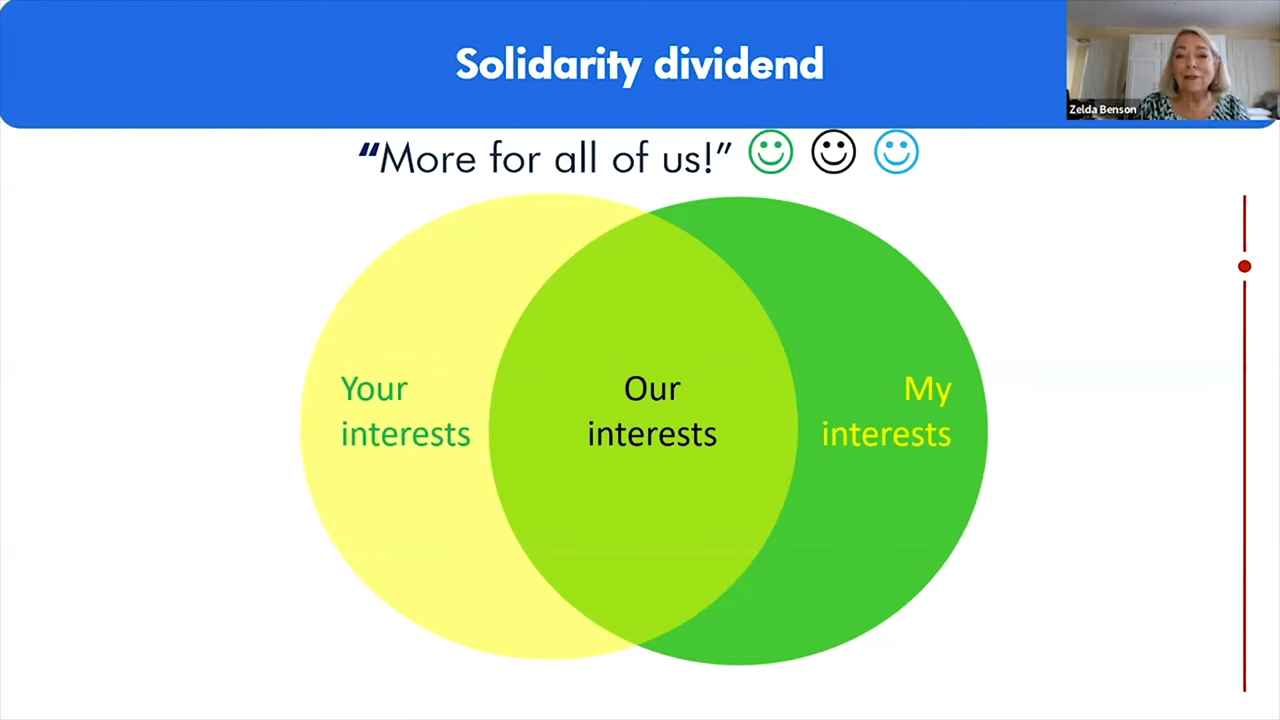 Solidarity dividend
Zelda Benson
“More for all of us!”
Your
interests
Our
interests
My
interests